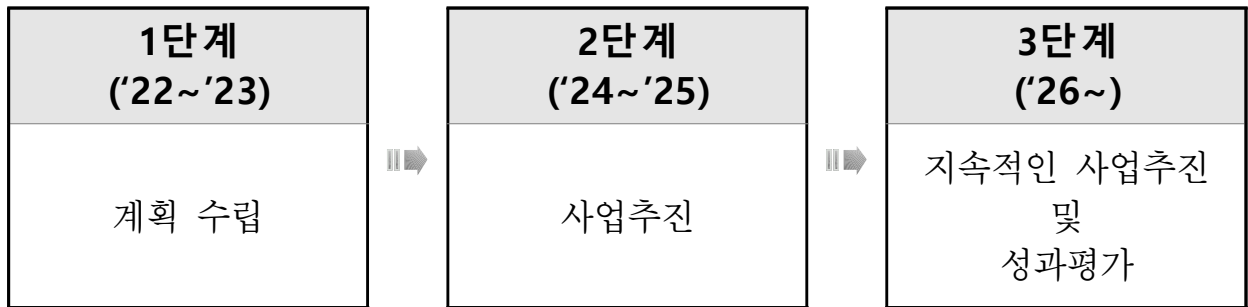 1단계
(‘22~’23)
계획 수립
2단계
(‘24~’25)
사업추진
3단계
(‘26~)
지속적인 사업추진
및
성과평가